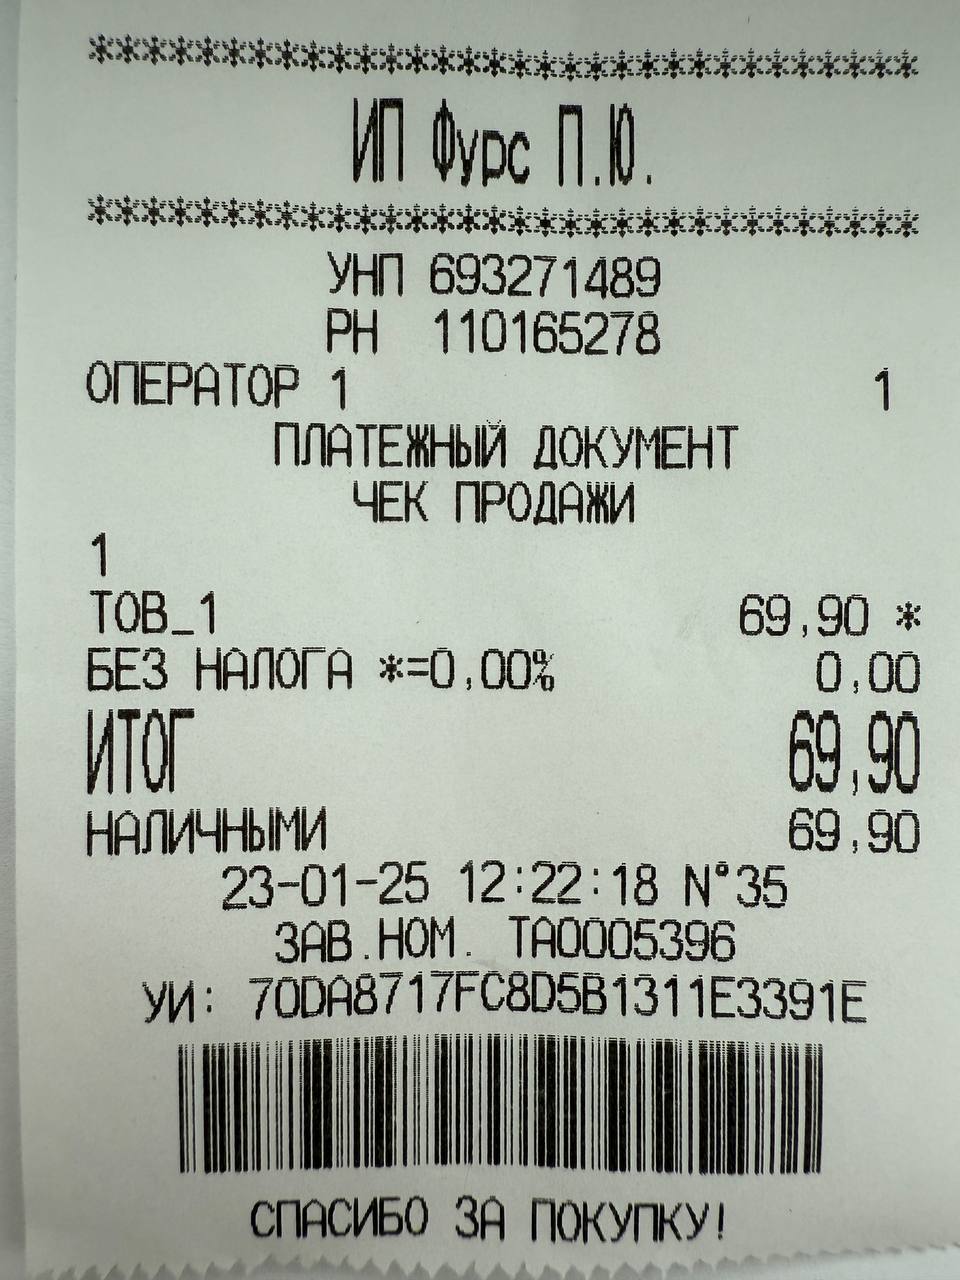 ********************************
ИП Фурс П.Ю.
********************************
УНП 693271489
РН 110165278
ОПЕРАТОР 1 1
ПЛАТЕЖНЫЙ ДОКУМЕНТ
ЧЕК ПРОДАЖИ
1
ТОВ_1 69,90 *
БЕЗ НАЛОГА *=0,00% 0,00
ИТОГ 69,90
НАЛИЧНЫМИ 69,90
23-01-25 12:22:18 N°35
ЗАВ.НОМ. ТА0005396
УИ: 70DA8717FC8D5B1311E3391E
СПАСИБО ЗА ПОКУПКУ!